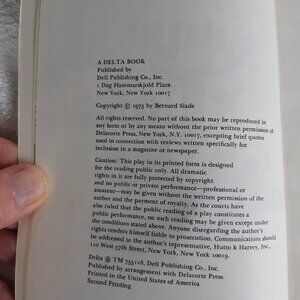 A DELTA BOOK
Published by
Dell Publishing Co., Inc.
1 Dag Hammarskjold Plaza
New York, New York 10017
Copyright © 1975 by Bernard Slade
All rights reserved. No part of this book may be reproduced in
any form or by any means without the prior written permission of
Delacorte Press, New York, N.Y. 10017, excepting brief quotes
used in connection with reviews written specifically for
inclusion in a magazine or newspaper.
Caution: This play in its printed form is designed for
the reading public only. All dramatic
rights in it are fully protected by copyright
and no public or private performance—professional or
amateur—may be given without the written permission of the
author and the payment of royalty. As the courts have
also ruled that the public reading of a play constitutes a
public performance, no such reading may be given except under
the conditions stated above. Anyone disregarding the author's
rights renders himself liable to prosecution. Communications should
be addressed to the author's representative, Hutto & Harvey, Inc.,
110 West 57th Street, New York, New York 10019.
Delta ® TM 755118, Dell Publishing Co., Inc.
Published by arrangement with Delacorte Press.
Printed in the United States of America
Second Printing